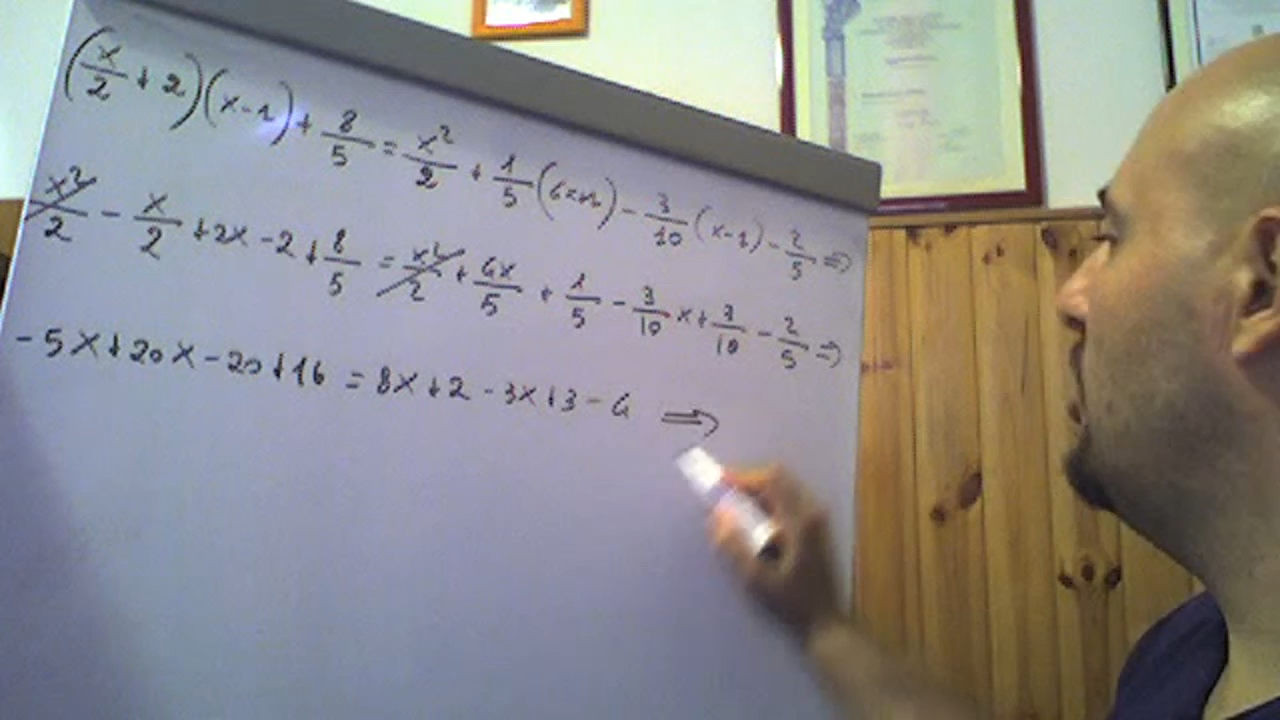 (x/2 + 2)(x-1) + 8/5 = x²/2 + 1/5 (4x+1) - 3/10 (x-1) - 2/5 ⇒
x²/2 - x/2 + 2x - 2 + 8/5 = x²/2 + 4x/5 + 1/5 - 3/10 x + 3/10 - 2/5 ⇒
-5x + 20x - 20 + 16 = 8x + 2 - 3x + 3 - 4 ⇒